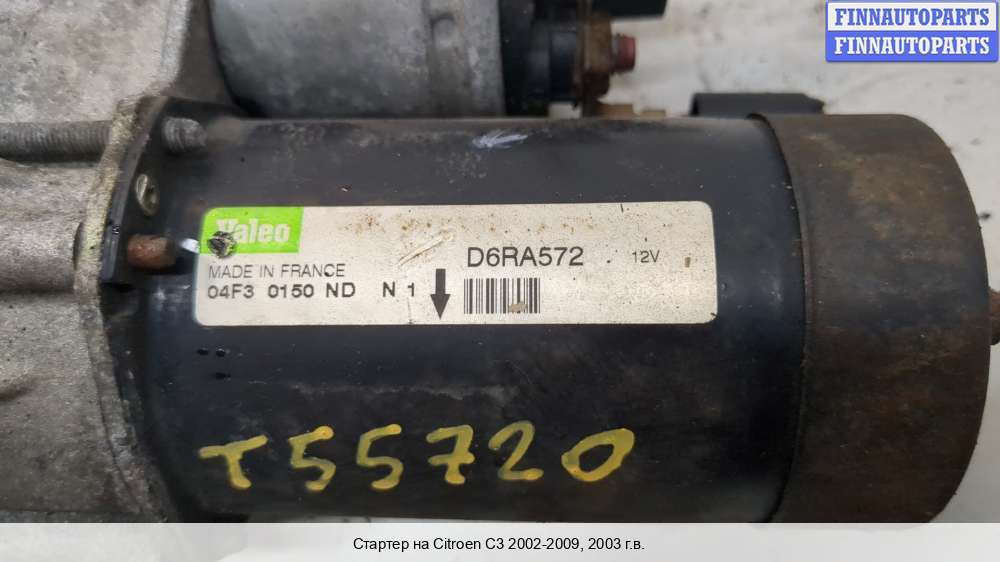 FINNAUTOPARTS
FINNAUTOPARTS
Valeo
D6RA572 . 12V
MADE IN FRANCE
04F3 0150 ND N 1
T55720
Стартер на Citroen C3 2002-2009, 2003 г.в.